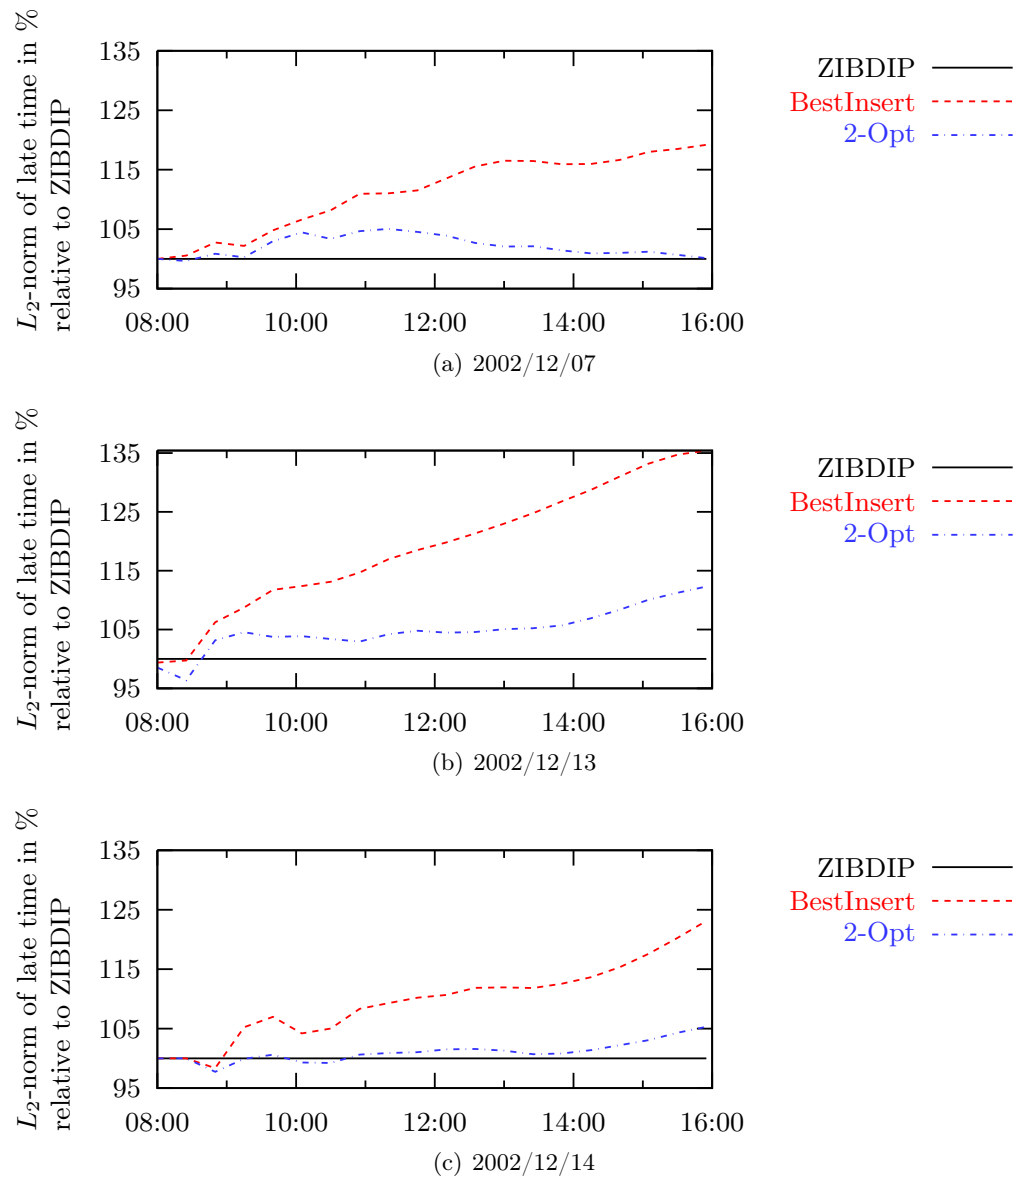 L₂-norm of late time in %
relative to ZIBDIP
135
125
115
105
95
08:00 10:00 12:00 14:00 16:00
ZIBDIP
BestInsert
2-Opt
(a) 2002/12/07
L₂-norm of late time in %
relative to ZIBDIP
135
125
115
105
95
08:00 10:00 12:00 14:00 16:00
ZIBDIP
BestInsert
2-Opt
(b) 2002/12/13
L₂-norm of late time in %
relative to ZIBDIP
135
125
115
105
95
08:00 10:00 12:00 14:00 16:00
ZIBDIP
BestInsert
2-Opt
(c) 2002/12/14